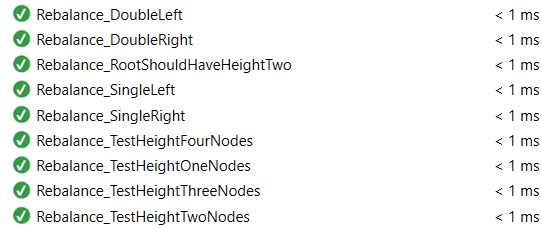 Rebalance_DoubleLeft < 1 ms
Rebalance_DoubleRight < 1 ms
Rebalance_RootShouldHaveHeightTwo < 1 ms
Rebalance_SingleLeft < 1 ms
Rebalance_SingleRight < 1 ms
Rebalance_TestHeightFourNodes < 1 ms
Rebalance_TestHeightOneNodes < 1 ms
Rebalance_TestHeightThreeNodes < 1 ms
Rebalance_TestHeightTwoNodes < 1 ms